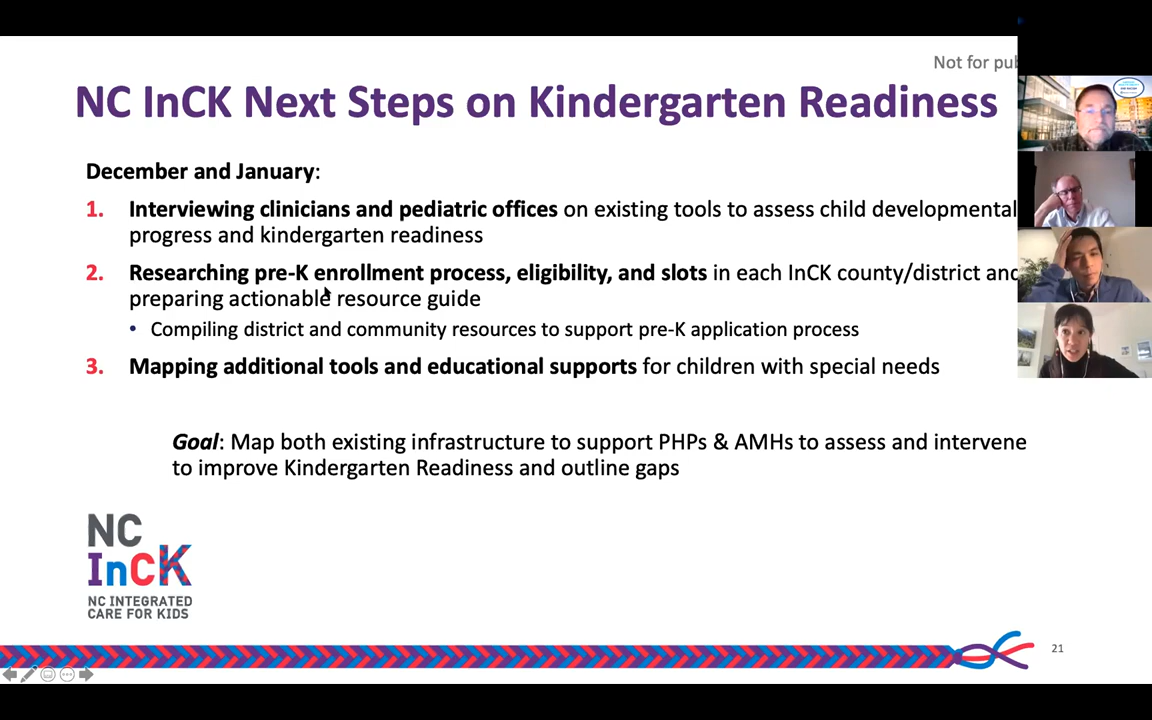 Not for pub
NC InCK Next Steps on Kindergarten Readiness
December and January:
1. Interviewing clinicians and pediatric offices on existing tools to assess child developmental
progress and kindergarten readiness
2. Researching pre-K enrollment process, eligibility, and slots in each InCK county/district and
preparing actionable resource guide
• Compiling district and community resources to support pre-K application process
3. Mapping additional tools and educational supports for children with special needs
Goal: Map both existing infrastructure to support PHPs & AMHs to assess and intervene
to improve Kindergarten Readiness and outline gaps
NC
InCK
NC INTEGRATED
CARE FOR KIDS
21